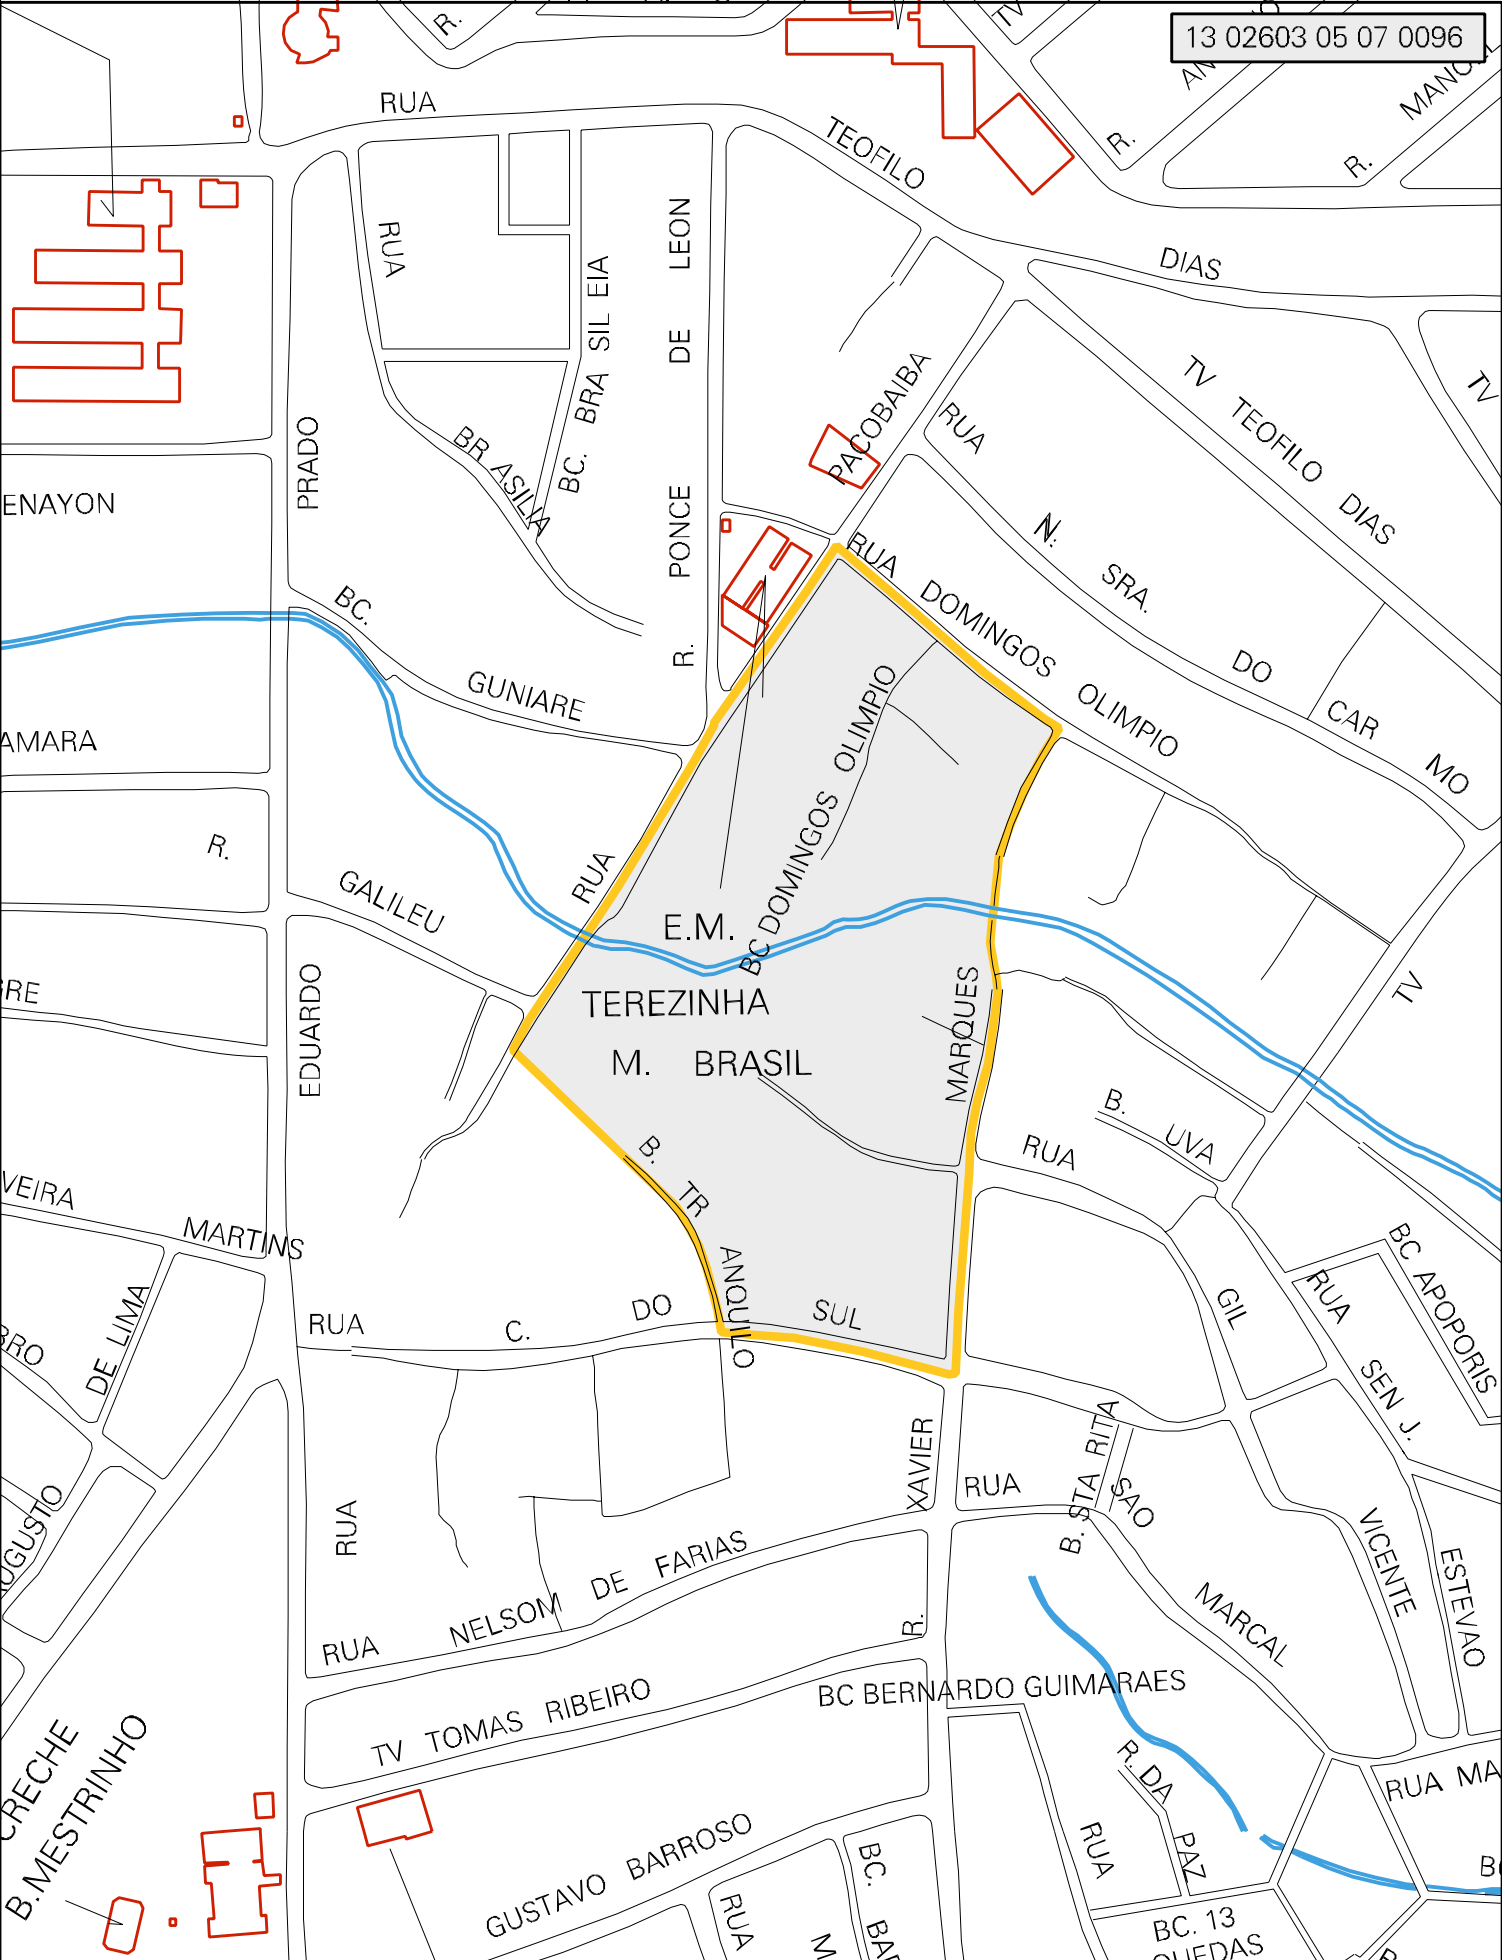 13 02603 05 07 0096
R.
TV
R.
MANO
R.
RUA
TEOFILO
DIAS
RUA
BC. BRA SIL EIA
R. PONCE DE LEON
PRADO
BR ASILIA
PACOBAIBA
RUA
TV TEOFILO DIAS
TV
ENAYON
N. SRA. DO CAR MO
RUA DOMINGOS OLIMPIO
BC.
GUNIARE
AMARA
BC DOMINGOS OLIMPIO
R.
GALILEU
RUA
E.M.
TEREZINHA
M. BRASIL
MARQUES
TV
EDUARDO
B. UVA
RUA
B. TR ANQUILO
VEIRA
MARTINS
DE LIMA
RUA C. DO SUL
GIL
BC APOPORIS
RUA SEN J.
XAVIER
B. STA RITA
RUA SAO MARCAL
VICENTE
ESTEVAO
RUA
RUA NELSOM DE FARIAS
R.
BC BERNARDO GUIMARAES
TV TOMAS RIBEIRO
R. DA PAZ
RUA
RUA MA
CRECHE
B.MESTRINHO
GUSTAVO BARROSO
BC.
RUA
BC. 13